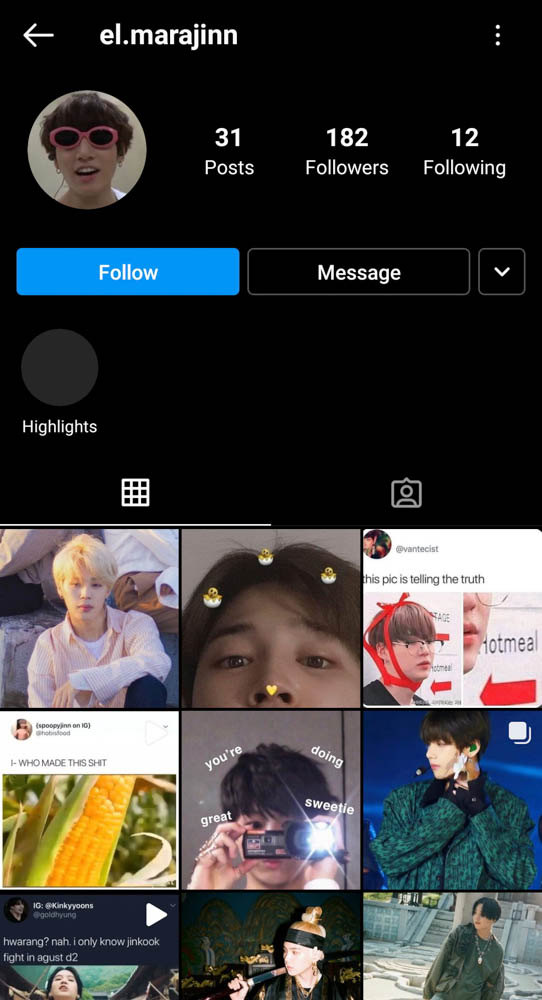 el.marajinn
31
Posts
182
Followers
12
Following
Follow
Message
Highlights
@vantecist
this pic is telling the truth
TAGE
otmeal
Hotmeal
(spoopyjinn on IG)
@hobisfood
I- WHO MADE THIS SHIT
you're
doing
great
sweetie
IG: @Kinkyyoons
@goldhyung
hwarang? nah. i only know jinkook
fight in agust d2